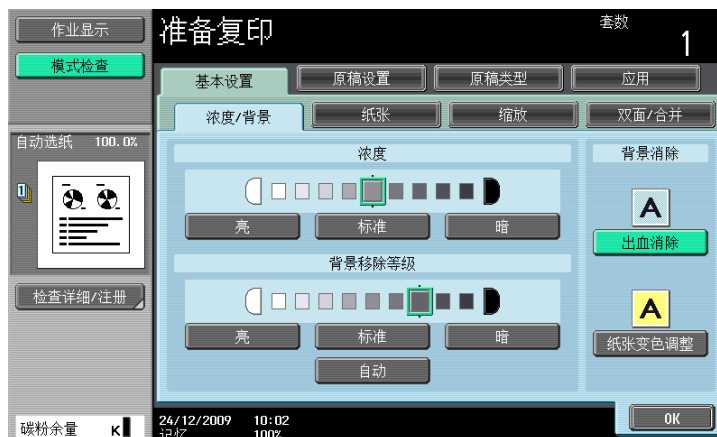 作业显示
准备复印
套数
1
模式检查
基本设置
原稿设置
原稿类型
应用
浓度/背景
纸张
缩放
双面/合并
自动选纸 100.0%
浓度
背景消除
1
A
亮
标准
暗
出血消除
背景移除等级
检查详细/注册
A
亮
标准
暗
纸张变色调整
自动
碳粉余量 K
24/12/2009 10:02
记忆 100%
OK